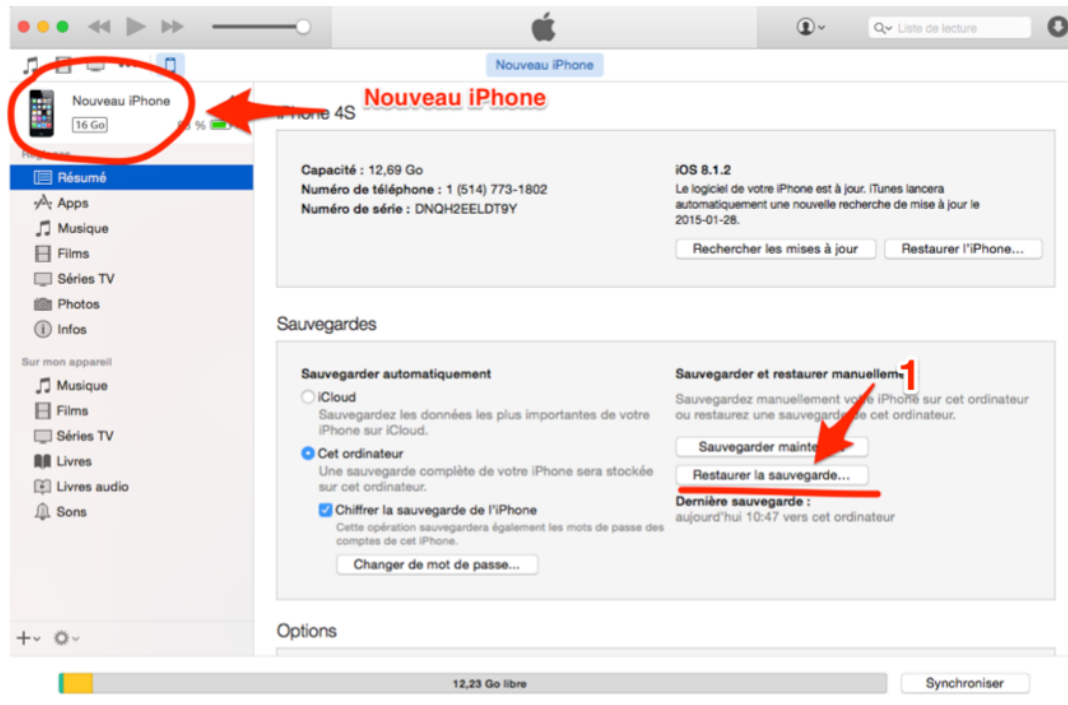 Liste de lecture
Nouveau iPhone
Nouveau iPhone
16 Go
%
Nouveau iPhone
iPhone 4S
Réglages
Résumé
Apps
Musique
Films
Séries TV
Photos
Infos
Sur mon appareil
Musique
Films
Séries TV
Livres
Livres audio
Sons
Capacité : 12,69 Go
Numéro de téléphone : 1 (514) 773-1802
Numéro de série : DNQH2EELDT9Y
iOS 8.1.2
Le logiciel de votre iPhone est à jour. iTunes lancera
automatiquement une nouvelle recherche de mise à jour le
2015-01-28.
Rechercher les mises à jour
Restaurer l'iPhone...
Sauvegardes
Sauvegarder automatiquement
iCloud
Sauvegardez les données les plus importantes de votre
iPhone sur iCloud.
Cet ordinateur
Une sauvegarde complète de votre iPhone sera stockée
sur cet ordinateur.
Chiffrer la sauvegarde de l'iPhone
Cette opération sauvegardera également les mots de passe des
comptes de cet iPhone.
Changer de mot de passe...
1
Sauvegarder et restaurer manuelleme
Sauvegardez manuellement votre iPhone sur cet ordinateur
ou restaurez une sauvegarde de cet ordinateur.
Sauvegarder mainte
Restaurer la sauvegarde...
Dernière sauvegarde :
aujourd'hui 10:47 vers cet ordinateur
Options
12,23 Go libre
Synchroniser